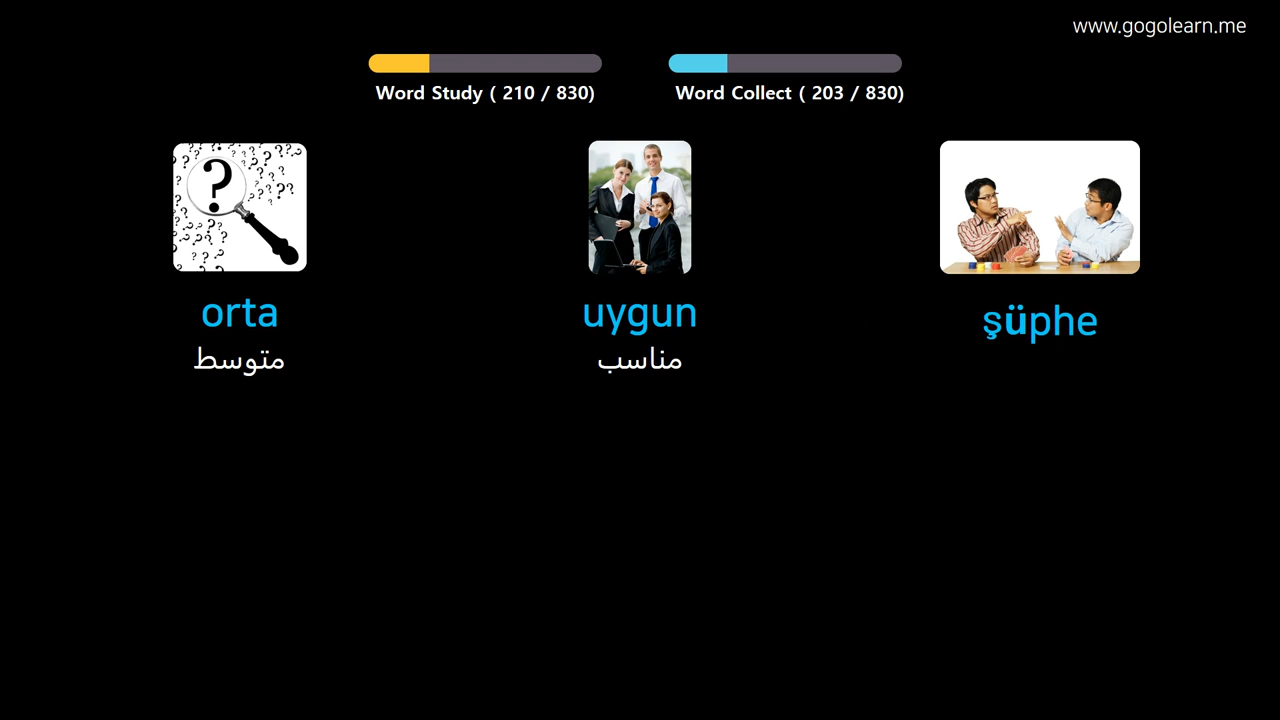 www.gogolearn.me
Word Study ( 210 / 830)
Word Collect ( 203 / 830)
orta
متوسط
uygun
مناسب
şüphe